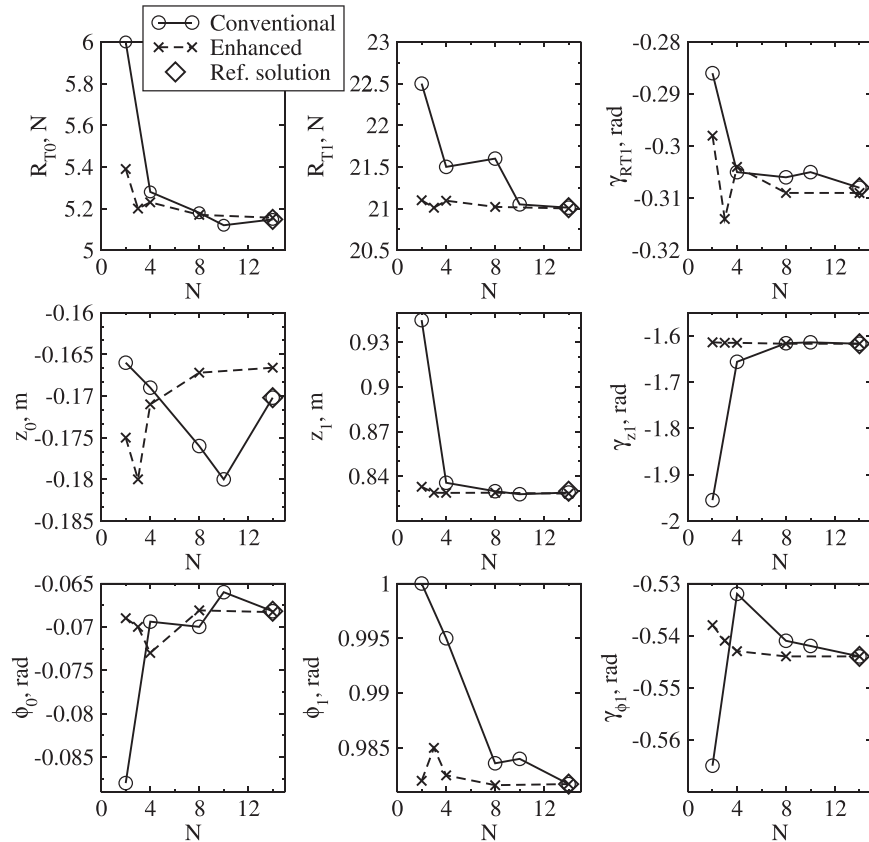 Conventional
Enhanced
Ref. solution
6
5.8
5.6
5.4
5.2
5
R_T0, N
0 4 8 12
N
23
22.5
22
21.5
21
20.5
R_T1, N
0 4 8 12
N
-0.28
-0.29
-0.3
-0.31
-0.32
γ_RT1, rad
0 4 8 12
N
-0.16
-0.165
-0.17
-0.175
-0.18
-0.185
z_0, m
0 4 8 12
N
0.93
0.9
0.87
0.84
z_1, m
0 4 8 12
N
-1.6
-1.7
-1.8
-1.9
-2
γ_z1, rad
0 4 8 12
N
-0.065
-0.07
-0.075
-0.08
-0.085
ϕ_0, rad
0 4 8 12
N
1
0.995
0.99
0.985
ϕ_1, rad
0 4 8 12
N
-0.53
-0.54
-0.55
-0.56
γ_ϕ1, rad
0 4 8 12
N